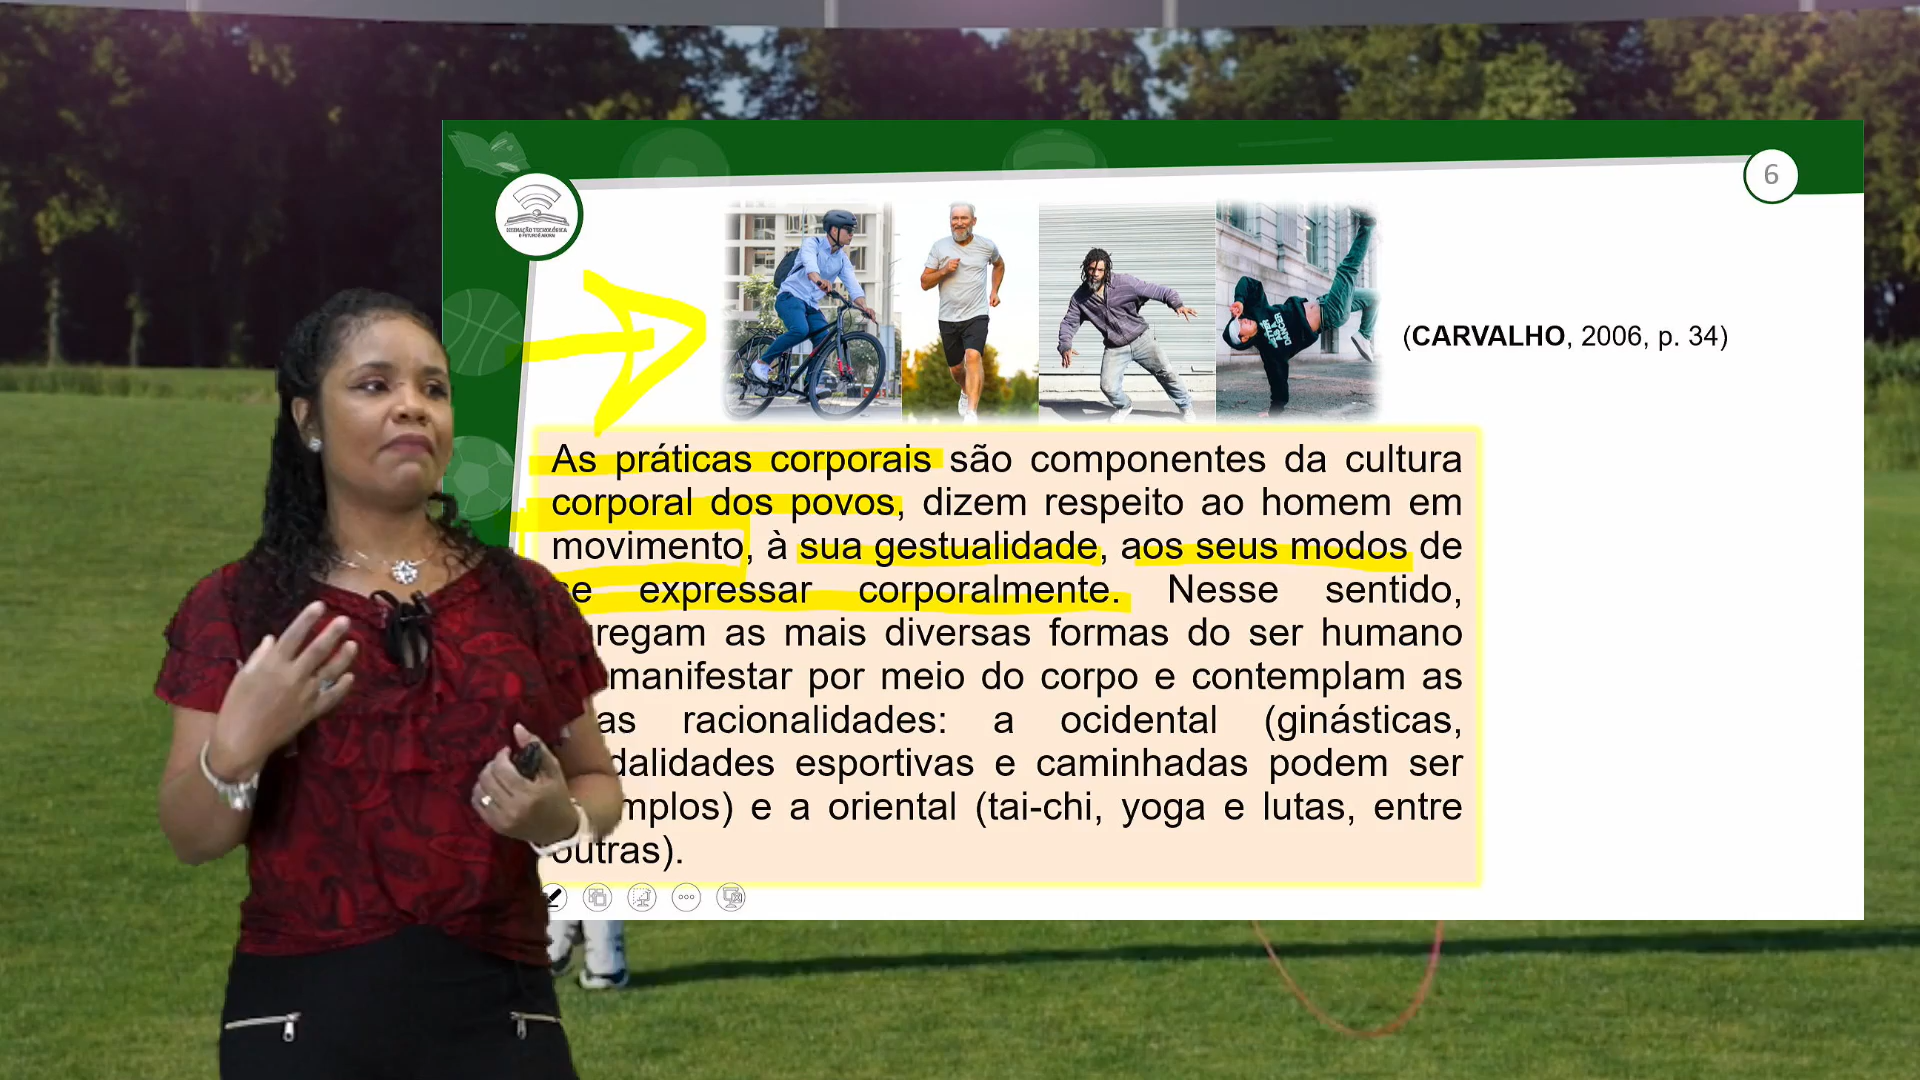 6
(CARVALHO, 2006, p. 34)
As práticas corporais são componentes da cultura
corporal dos povos, dizem respeito ao homem em
movimento, à sua gestualidade, aos seus modos de
expressar corporalmente. Nesse sentido,
as mais diversas formas do ser humano
manifestar por meio do corpo e contemplam as
racionalidades: a ocidental (ginásticas,
esportivas e caminhadas podem ser
e a oriental (tai-chi, yoga e lutas, entre
outras).